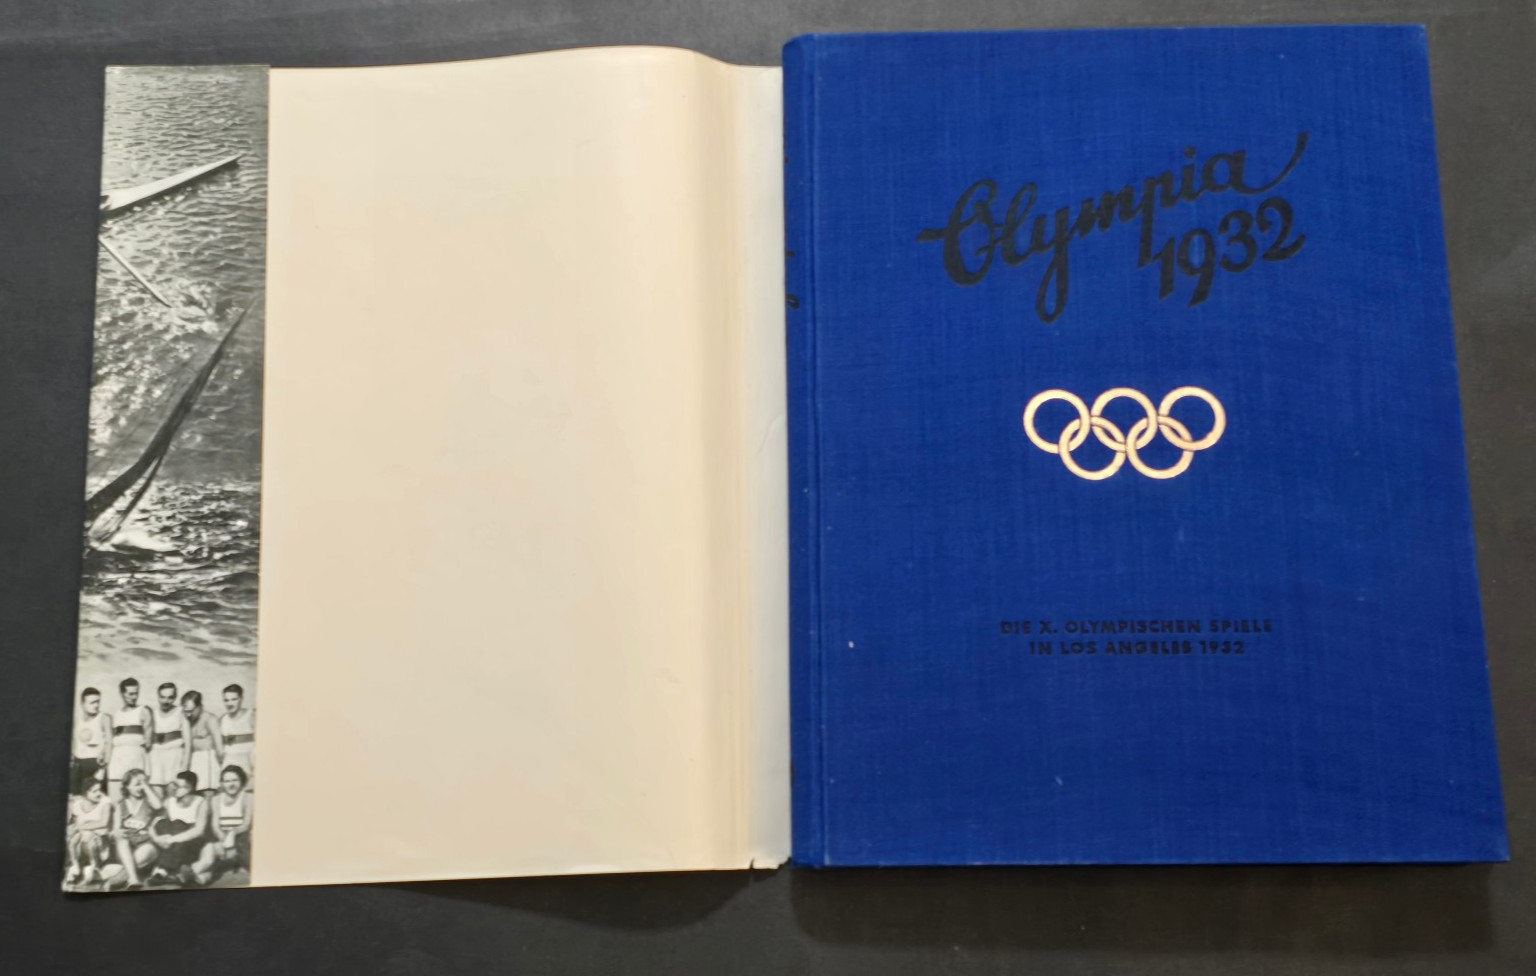 Olympia
1932
DIE X. OLYMPISCHEN SPIELE
IN LOS ANGELES 1932